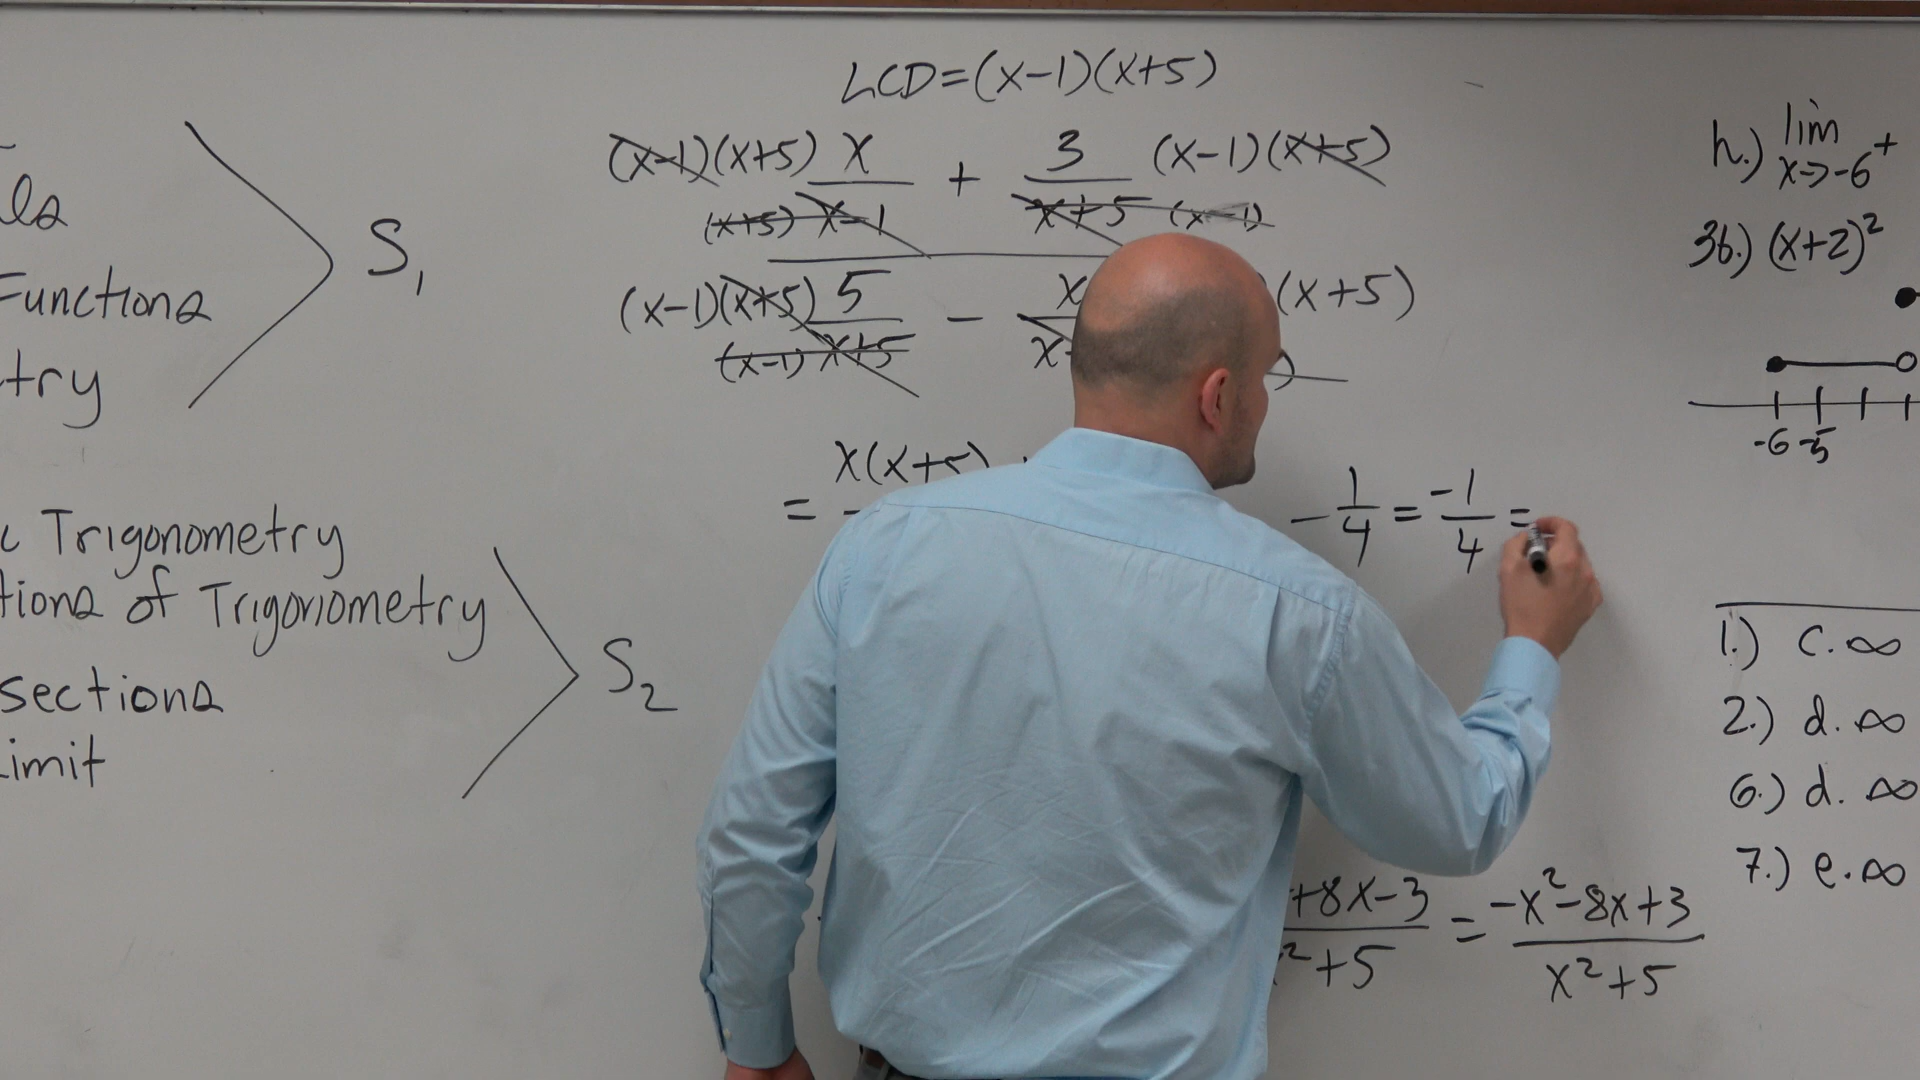 LCD=(x-1)(x+5)
(x-1)(x+5) x + 3 (x-1)(x+5)
(x+5) x-1 x+5 (x-1)
(x-1)(x+5) 5 - x (x+5)
(x-1) x+5 x- )
= x(x+5)
- 1/4 = -1/4 =
+8x-3 = -x²-8x+3
²+5 x²+5
Functions
try
S₁
Trigonometry
tions of Trigonometry
sections
Limit
S₂
h.) lim x->-6⁺
36.) (x+2)²
-6 -5
1.) c. ∞
2.) d. ∞
6.) d. ∞
7.) e. ∞